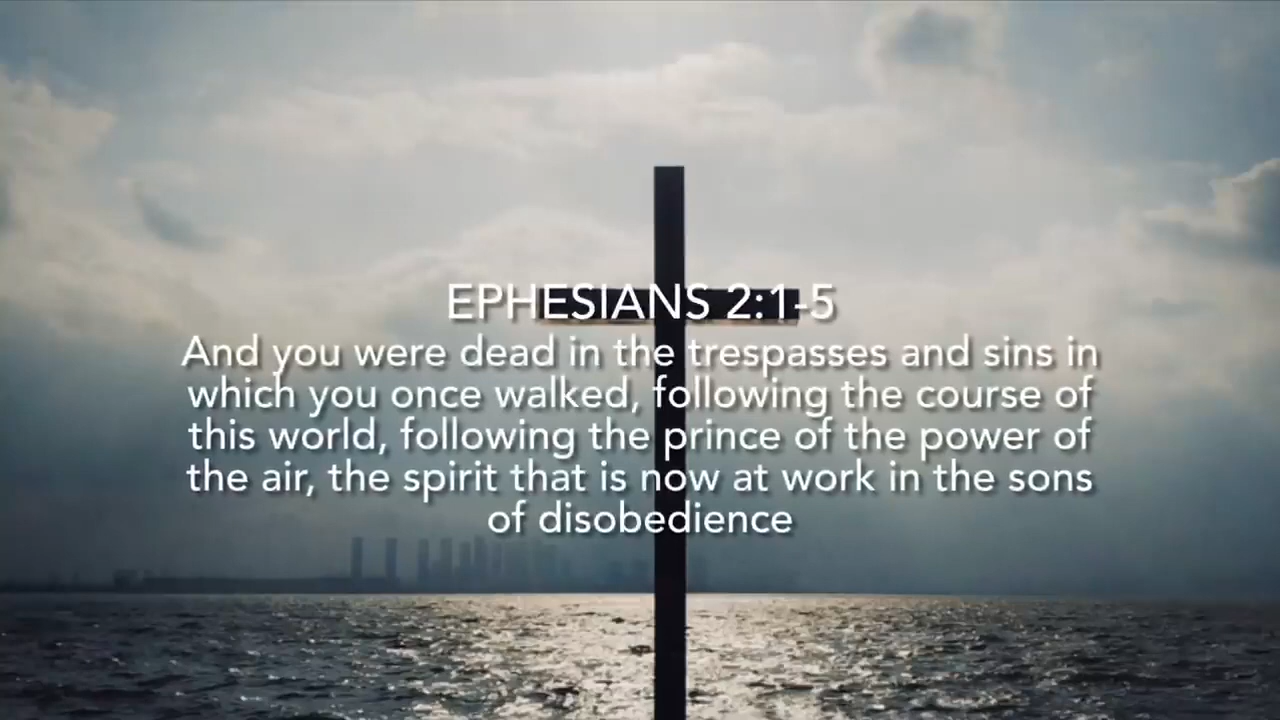 EPHESIANS 2:1-5
And you were dead in the trespasses and sins in
which you once walked, following the course of
this world, following the prince of the power of
the air, the spirit that is now at work in the sons
of disobedience